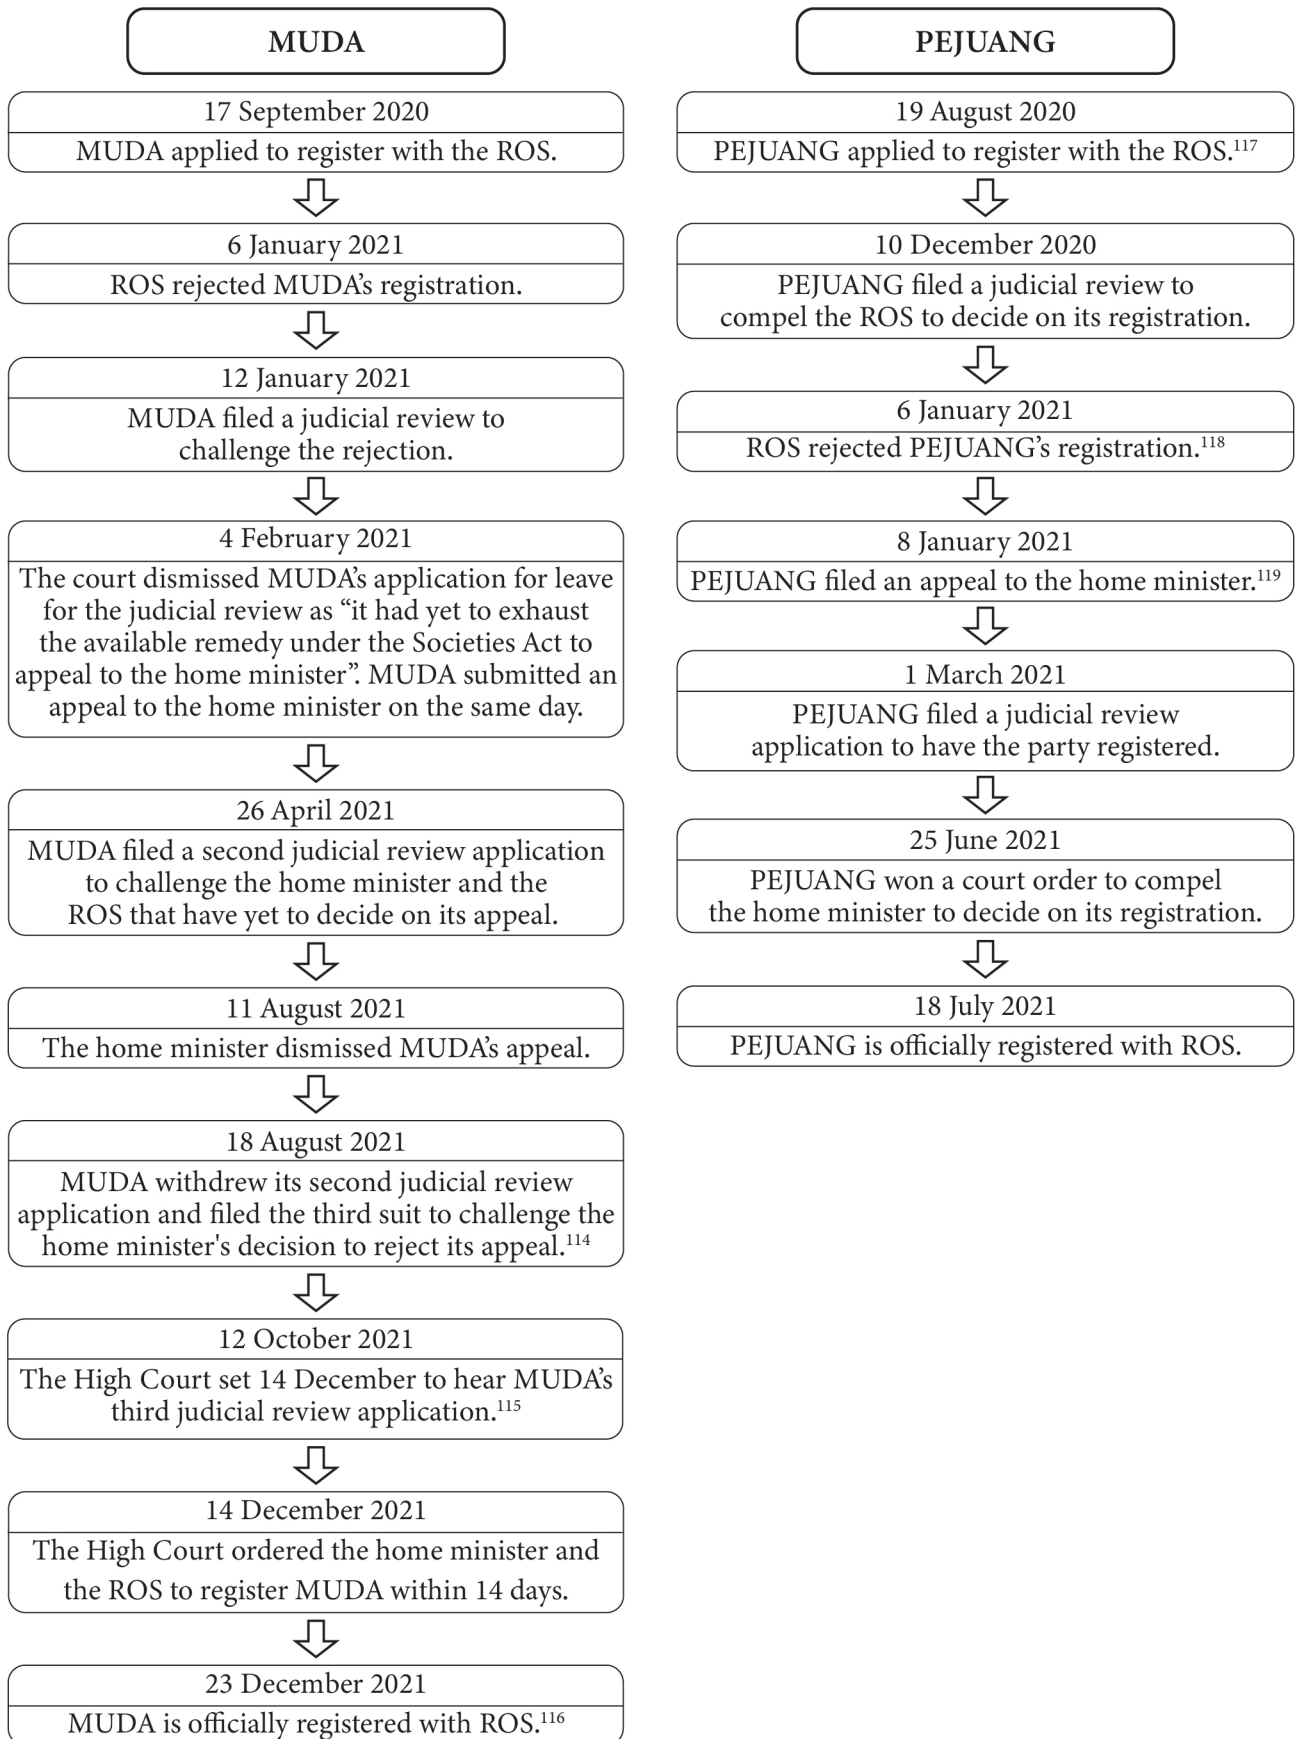 MUDA
17 September 2020
MUDA applied to register with the ROS.
6 January 2021
ROS rejected MUDA's registration.
12 January 2021
MUDA filed a judicial review to
challenge the rejection.
4 February 2021
The court dismissed MUDA's application for leave
for the judicial review as “it had yet to exhaust
the available remedy under the Societies Act to
appeal to the home minister”. MUDA submitted an
appeal to the home minister on the same day.
26 April 2021
MUDA filed a second judicial review application
to challenge the home minister and the
ROS that have yet to decide on its appeal.
11 August 2021
The home minister dismissed MUDA's appeal.
18 August 2021
MUDA withdrew its second judicial review
application and filed the third suit to challenge the
home minister's decision to reject its appeal.114
12 October 2021
The High Court set 14 December to hear MUDA's
third judicial review application.115
14 December 2021
The High Court ordered the home minister and
the ROS to register MUDA within 14 days.
23 December 2021
MUDA is officially registered with ROS.116
PEJUANG
19 August 2020
PEJUANG applied to register with the ROS.117
10 December 2020
PEJUANG filed a judicial review to
compel the ROS to decide on its registration.
6 January 2021
ROS rejected PEJUANG's registration.118
8 January 2021
PEJUANG filed an appeal to the home minister.119
1 March 2021
PEJUANG filed a judicial review
application to have the party registered.
25 June 2021
PEJUANG won a court order to compel
the home minister to decide on its registration.
18 July 2021
PEJUANG is officially registered with ROS.